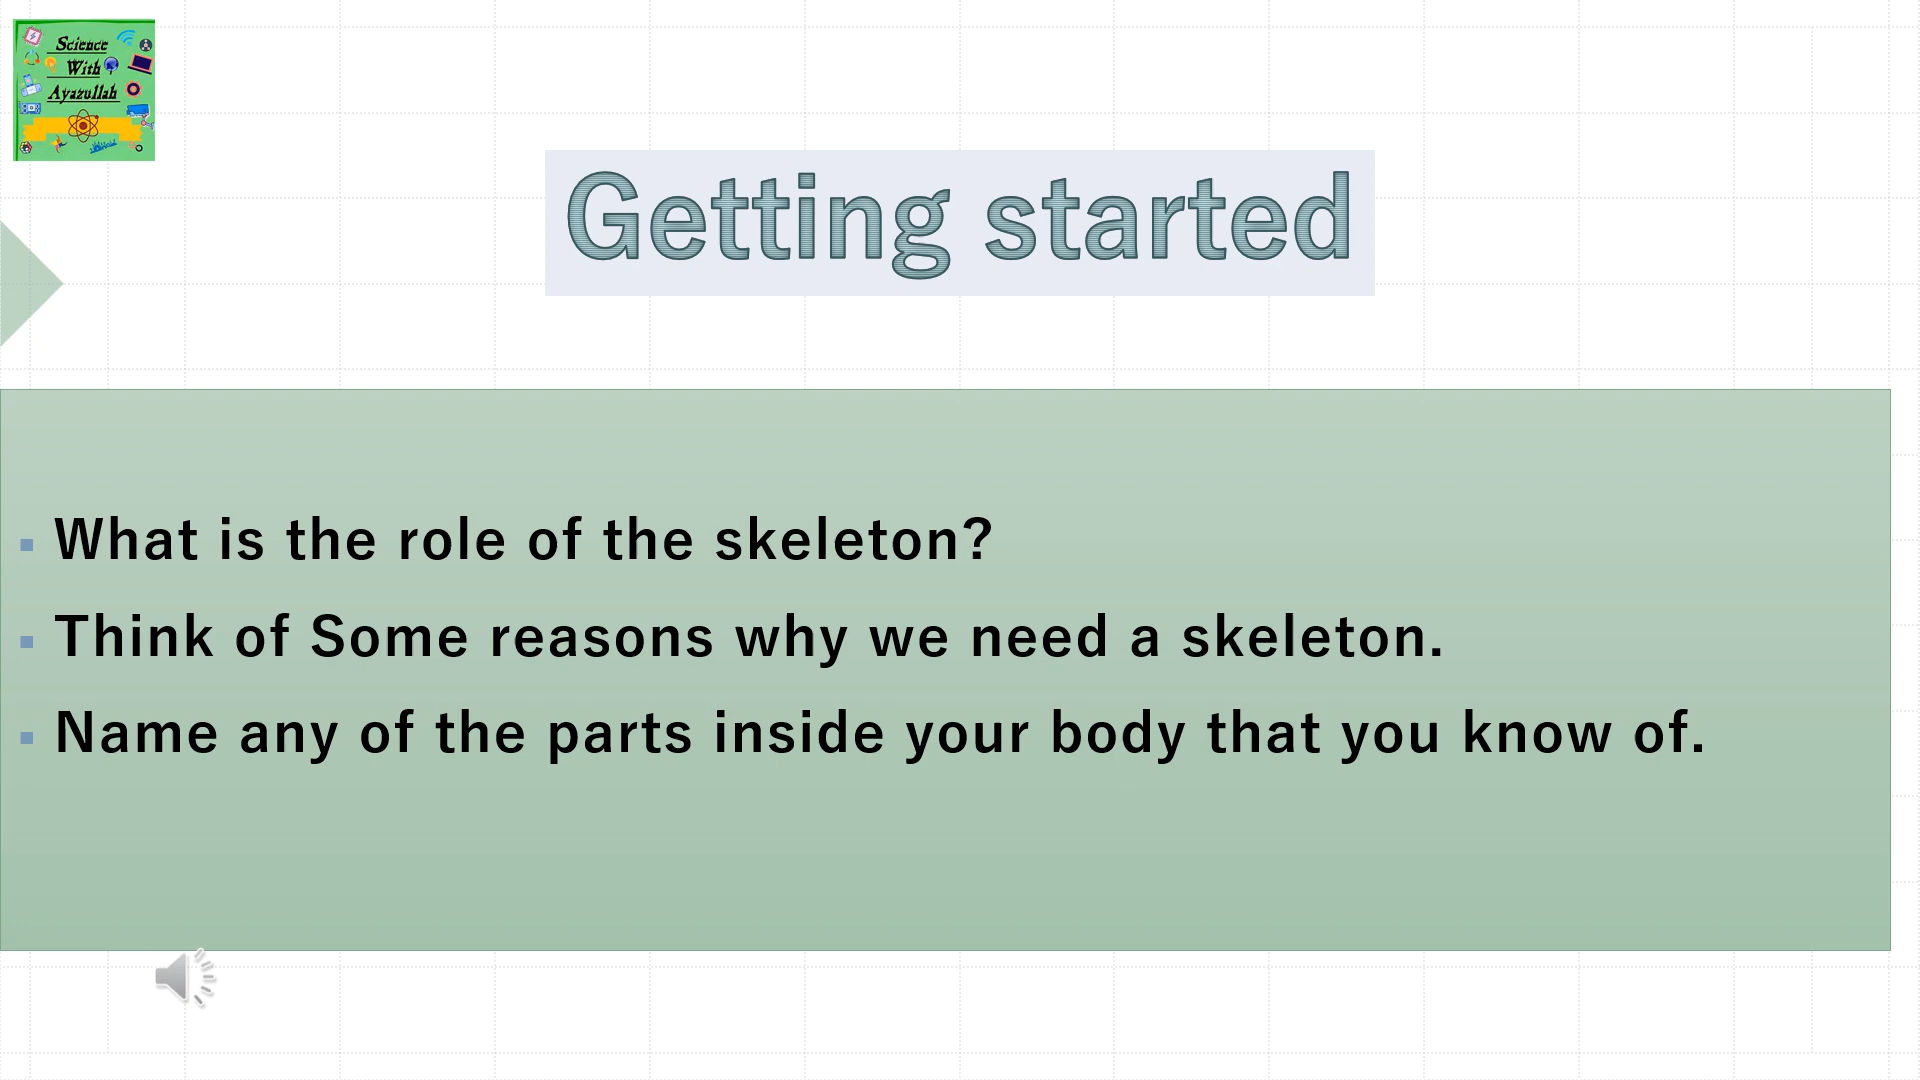 Science
With
Ayazullah
Getting started
What is the role of the skeleton?
Think of Some reasons why we need a skeleton.
Name any of the parts inside your body that you know of.